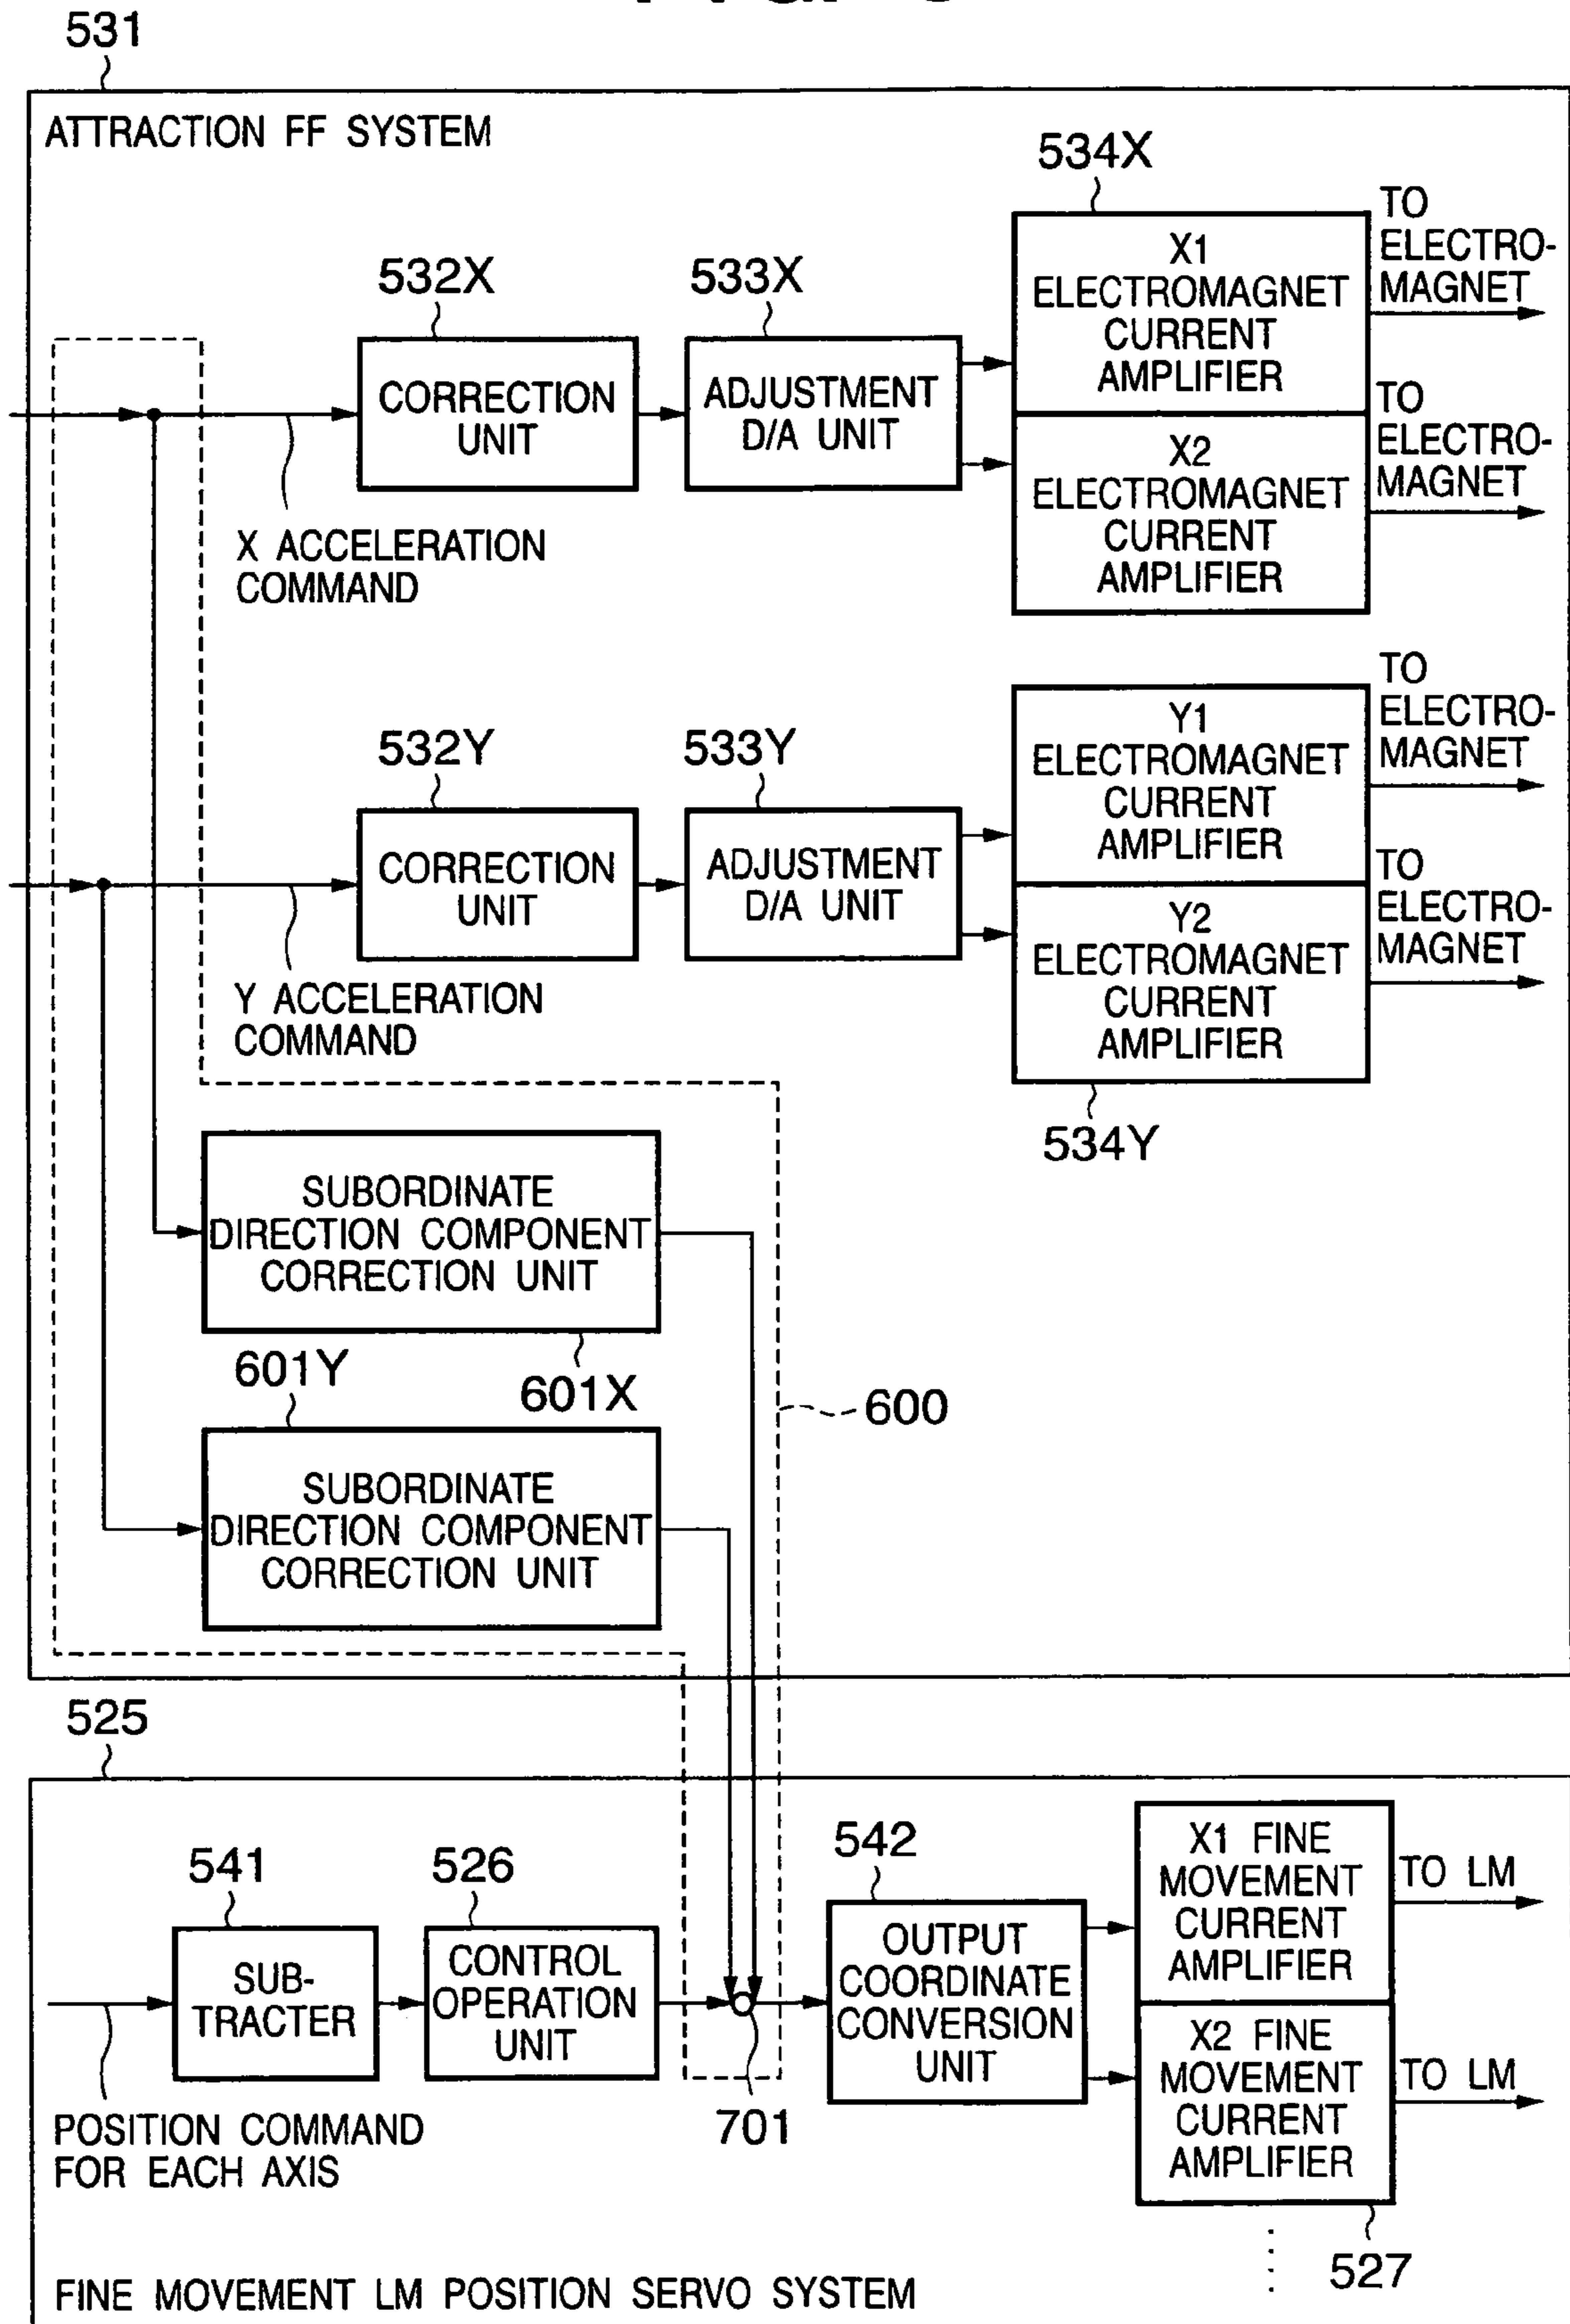 531
ATTRACTION FF SYSTEM
534X
TO
ELECTRO-
MAGNET
X1
ELECTROMAGNET
CURRENT
AMPLIFIER
532X
533X
CORRECTION
UNIT
ADJUSTMENT
D/A UNIT
TO
ELECTRO-
MAGNET
X2
ELECTROMAGNET
CURRENT
AMPLIFIER
X ACCELERATION
COMMAND
TO
ELECTRO-
MAGNET
Y1
ELECTROMAGNET
CURRENT
AMPLIFIER
532Y
533Y
CORRECTION
UNIT
ADJUSTMENT
D/A UNIT
TO
ELECTRO-
MAGNET
Y2
ELECTROMAGNET
CURRENT
AMPLIFIER
Y ACCELERATION
COMMAND
534Y
SUBORDINATE
DIRECTION COMPONENT
CORRECTION UNIT
601Y
601X
600
SUBORDINATE
DIRECTION COMPONENT
CORRECTION UNIT
525
541
526
542
X1 FINE
MOVEMENT
CURRENT
AMPLIFIER
TO LM
SUB-
TRACTER
CONTROL
OPERATION
UNIT
OUTPUT
COORDINATE
CONVERSION
UNIT
X2 FINE
MOVEMENT
CURRENT
AMPLIFIER
TO LM
701
POSITION COMMAND
FOR EACH AXIS
527
FINE MOVEMENT LM POSITION SERVO SYSTEM